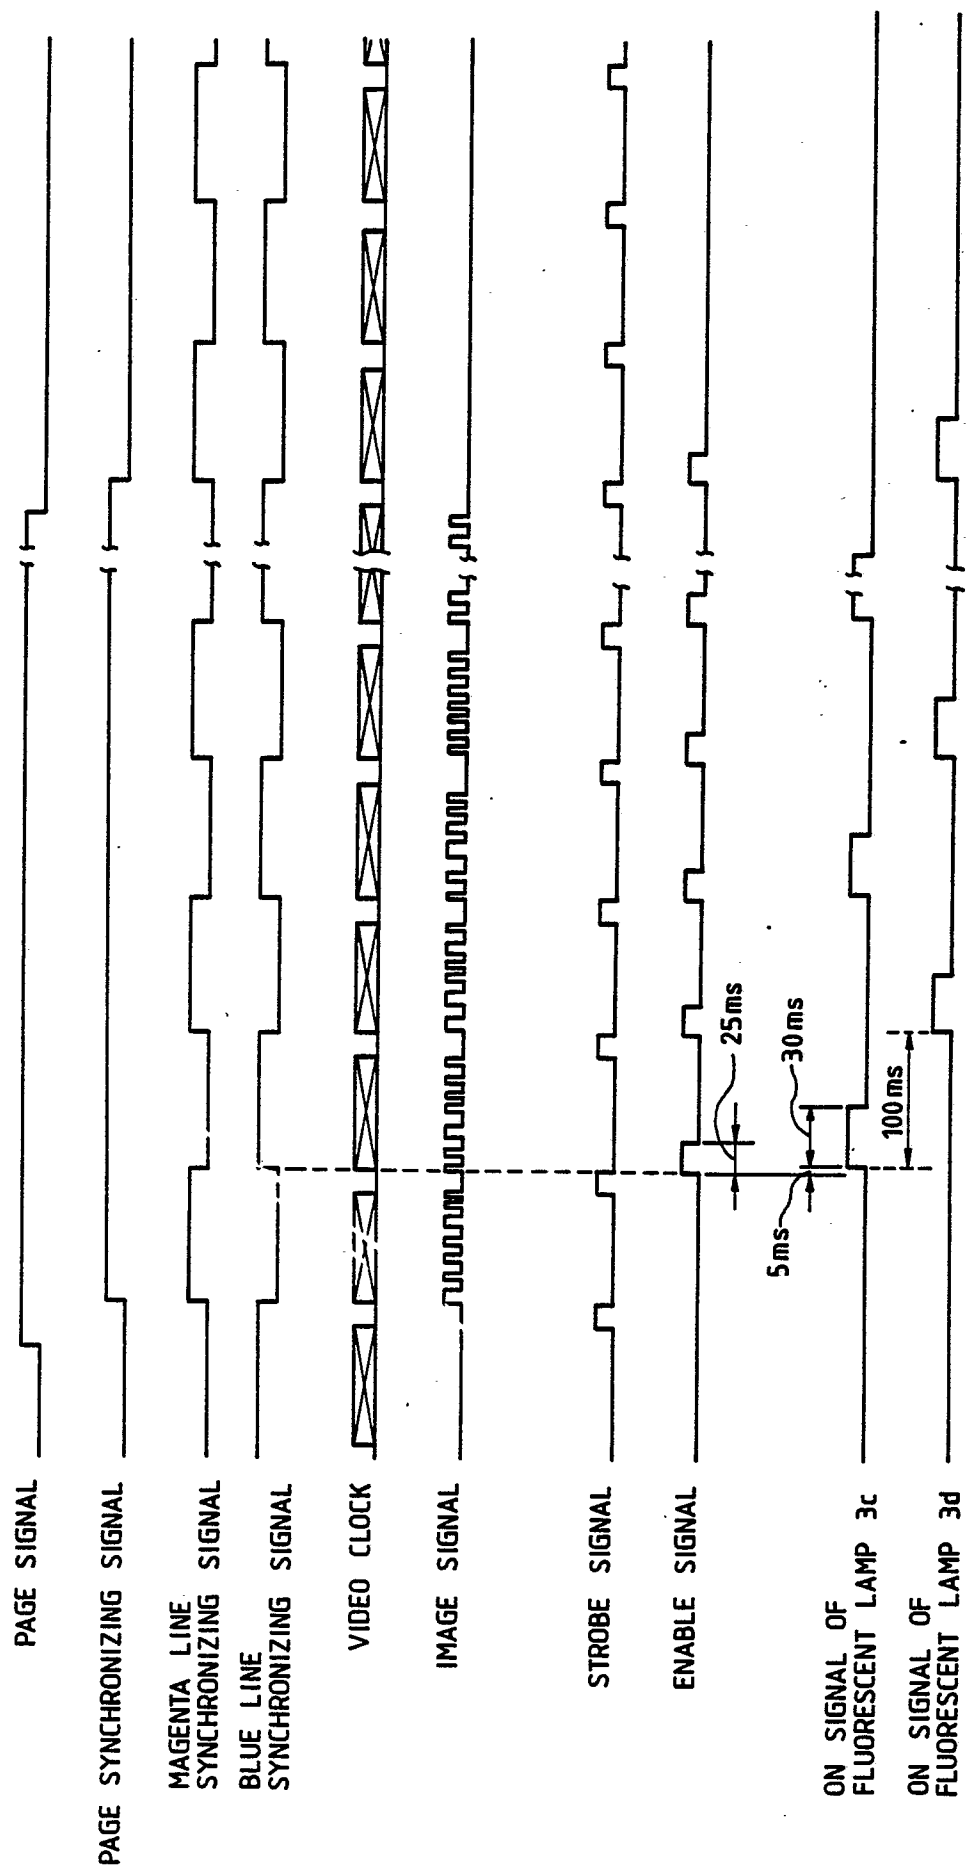 PAGE SIGNAL
PAGE SYNCHRONIZING SIGNAL
MAGENTA LINE
SYNCHRONIZING SIGNAL
BLUE LINE
SYNCHRONIZING SIGNAL
VIDEO CLOCK
IMAGE SIGNAL
STROBE SIGNAL
ENABLE SIGNAL
25ms
5ms
30ms
ON SIGNAL OF
FLUORESCENT LAMP 3c
100ms
ON SIGNAL OF
FLUORESCENT LAMP 3d